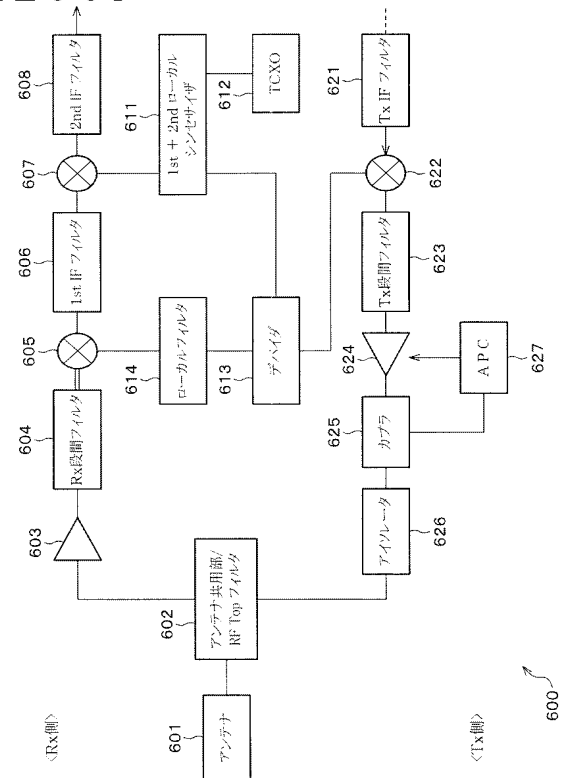 〈Rx側〉
〈Tx側〉
600
アンテナ
601
アンテナ共用部/
RF Top フィルタ
602
603
Rx段間フィルタ
604
605
1st IF フィルタ
606
607
2nd IF フィルタ
608
1st + 2nd ローカル
シンセサイザ
611
TCXO
612
デバイダ
613
ローカルフィルタ
614
Tx IF フィルタ
621
622
Tx段間フィルタ
623
624
カプラ
625
アイソレータ
626
APC
627